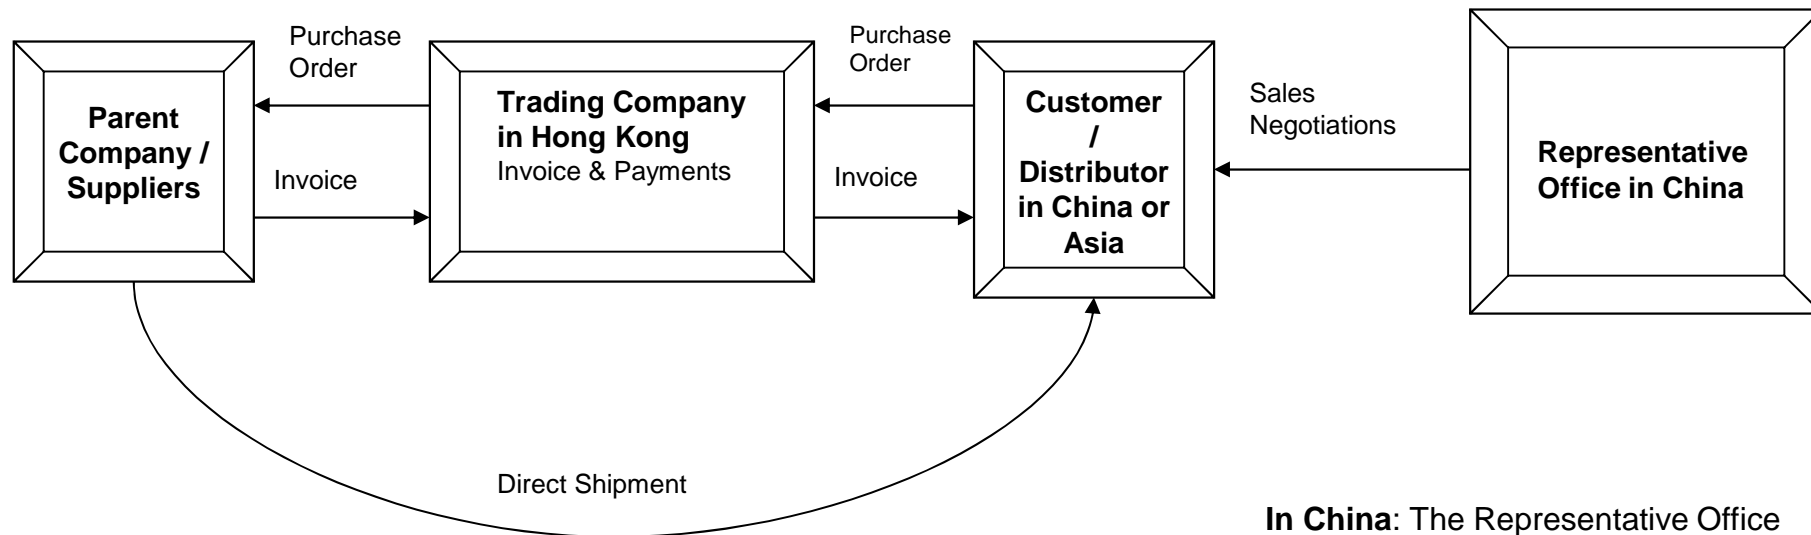 Purchase
Order
Purchase
Order
Parent
Company /
Suppliers
Invoice
Trading Company
in Hong Kong
Invoice & Payments
Invoice
Customer
/
Distributor
in China or
Asia
Sales
Negotiations
Representative
Office in China
Direct Shipment
In China: The Representative Office